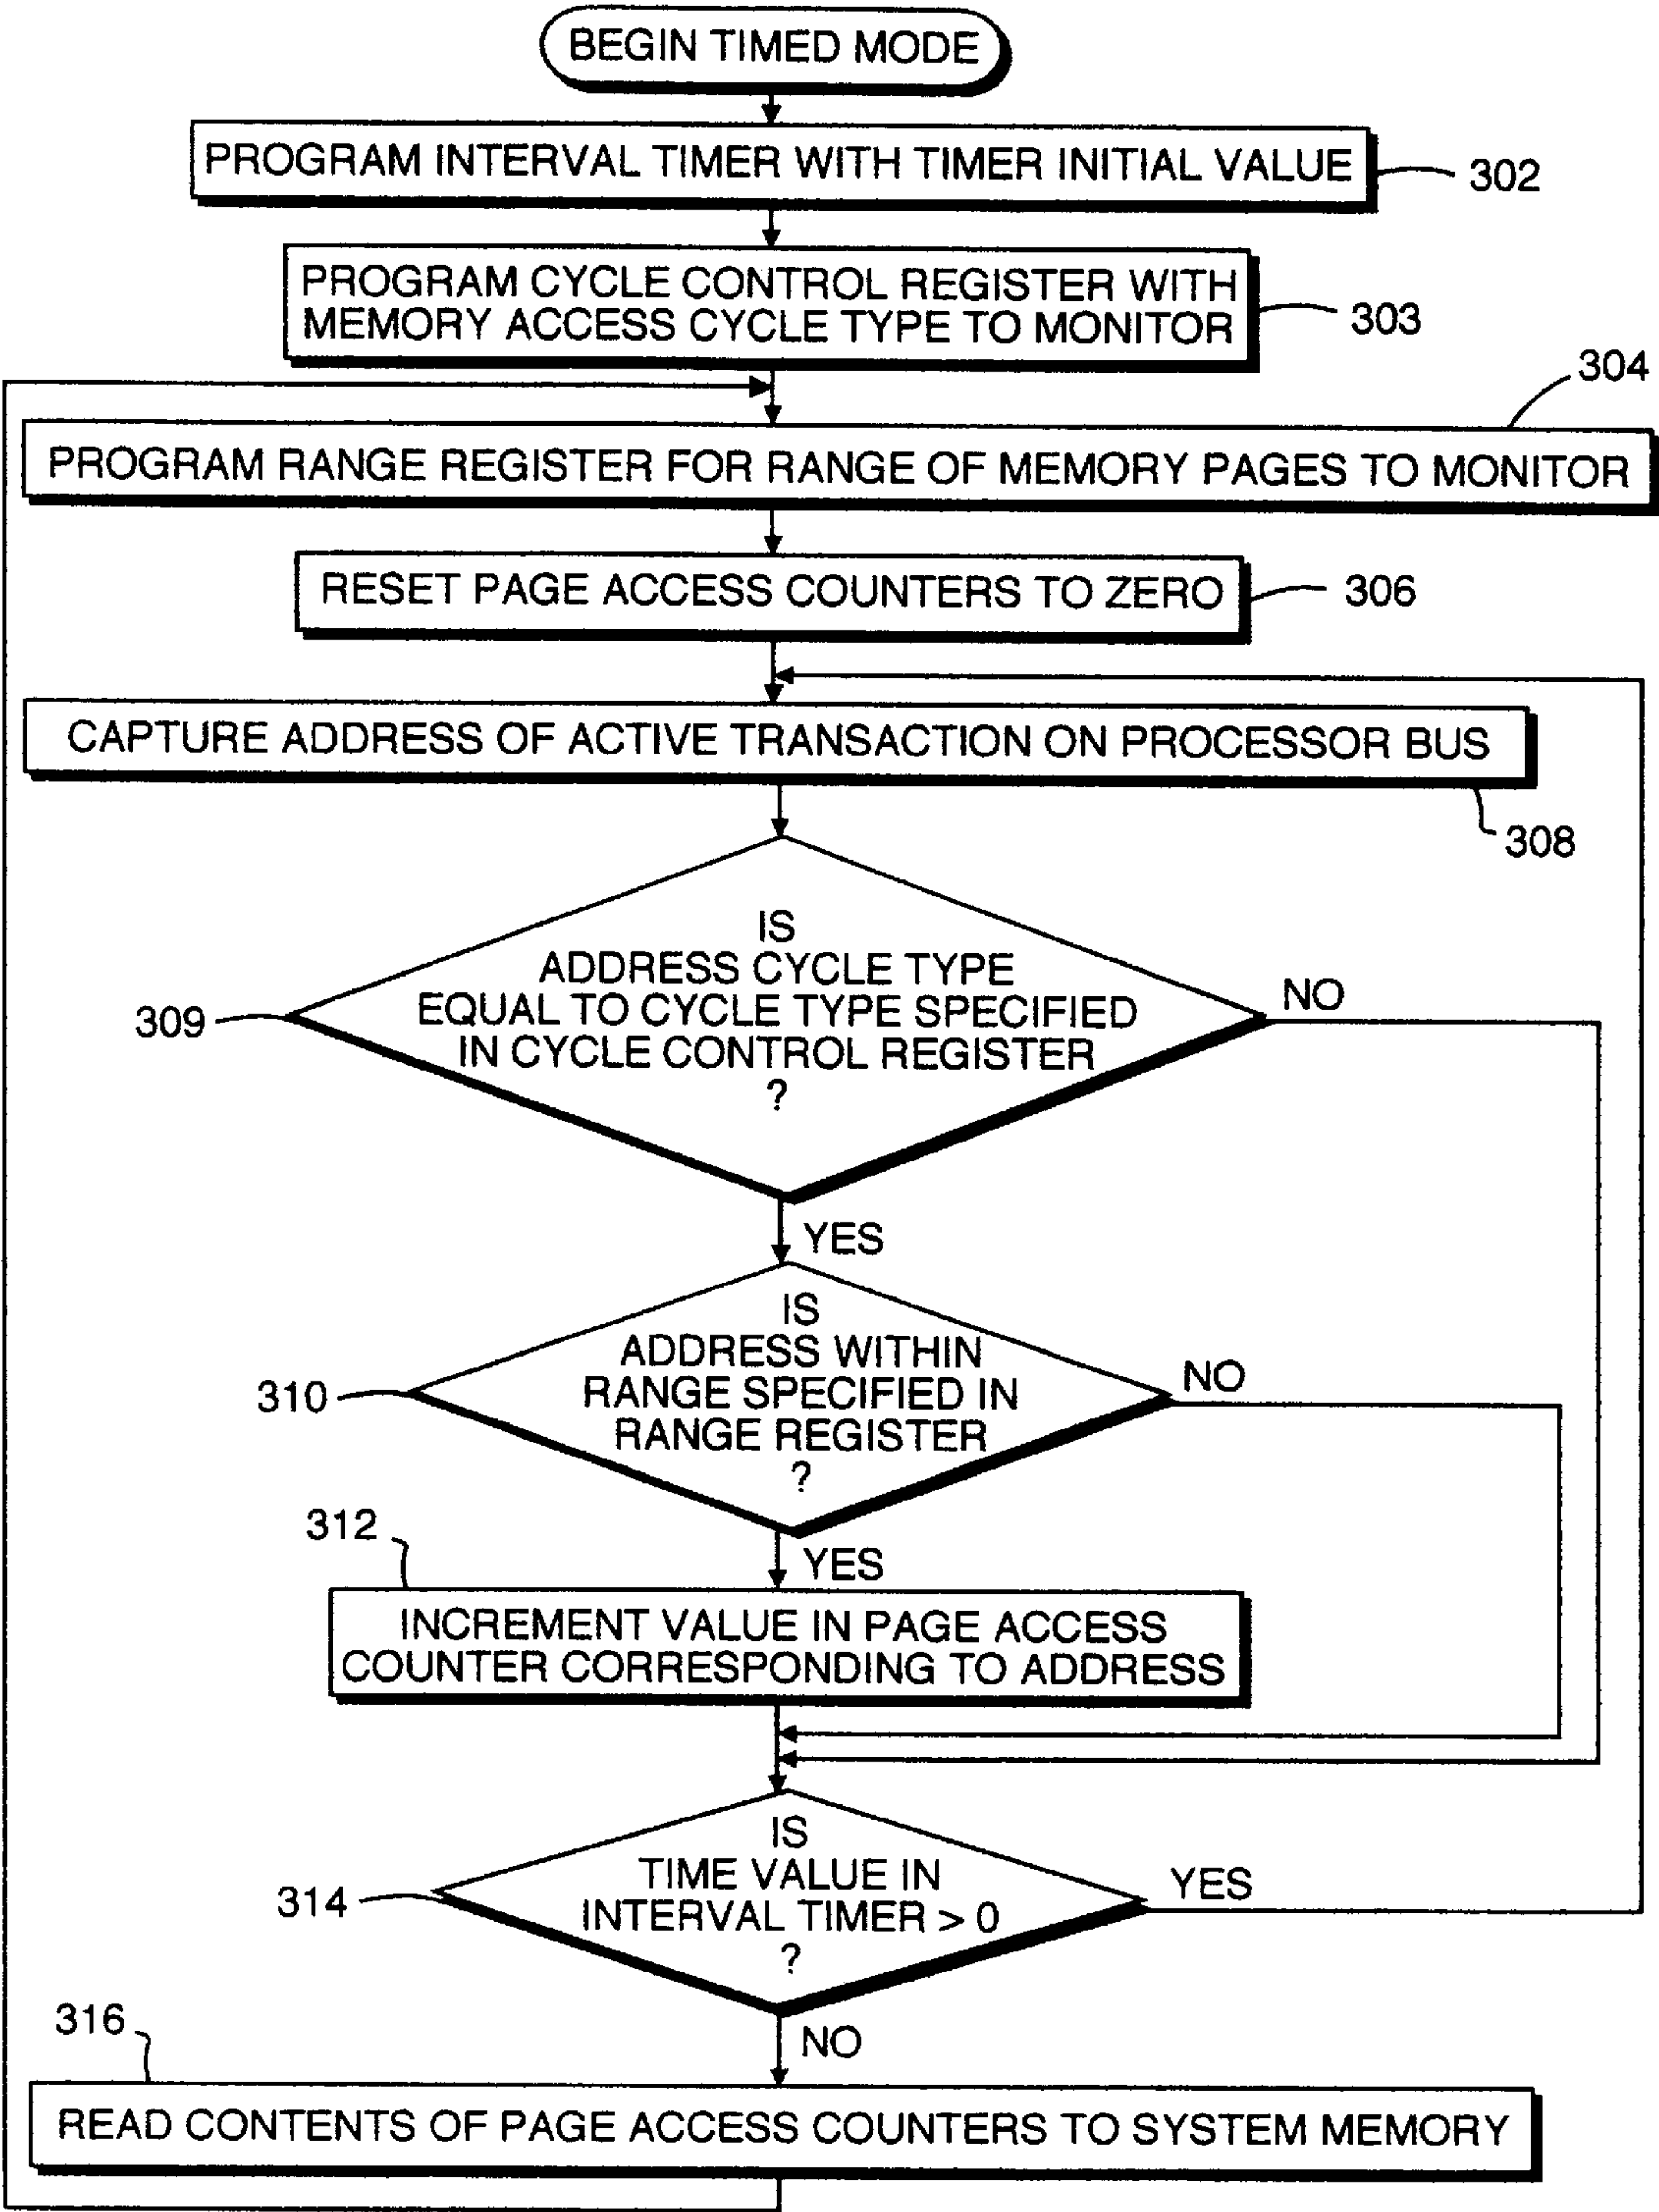 BEGIN TIMED MODE
PROGRAM INTERVAL TIMER WITH TIMER INITIAL VALUE
302
PROGRAM CYCLE CONTROL REGISTER WITH
MEMORY ACCESS CYCLE TYPE TO MONITOR
303
304
PROGRAM RANGE REGISTER FOR RANGE OF MEMORY PAGES TO MONITOR
RESET PAGE ACCESS COUNTERS TO ZERO
306
CAPTURE ADDRESS OF ACTIVE TRANSACTION ON PROCESSOR BUS
308
IS
ADDRESS CYCLE TYPE
EQUAL TO CYCLE TYPE SPECIFIED
IN CYCLE CONTROL REGISTER
?
309
NO
YES
IS
ADDRESS WITHIN
RANGE SPECIFIED IN
RANGE REGISTER
?
310
NO
YES
312
INCREMENT VALUE IN PAGE ACCESS
COUNTER CORRESPONDING TO ADDRESS
IS
TIME VALUE IN
INTERVAL TIMER > 0
?
314
YES
NO
316
READ CONTENTS OF PAGE ACCESS COUNTERS TO SYSTEM MEMORY